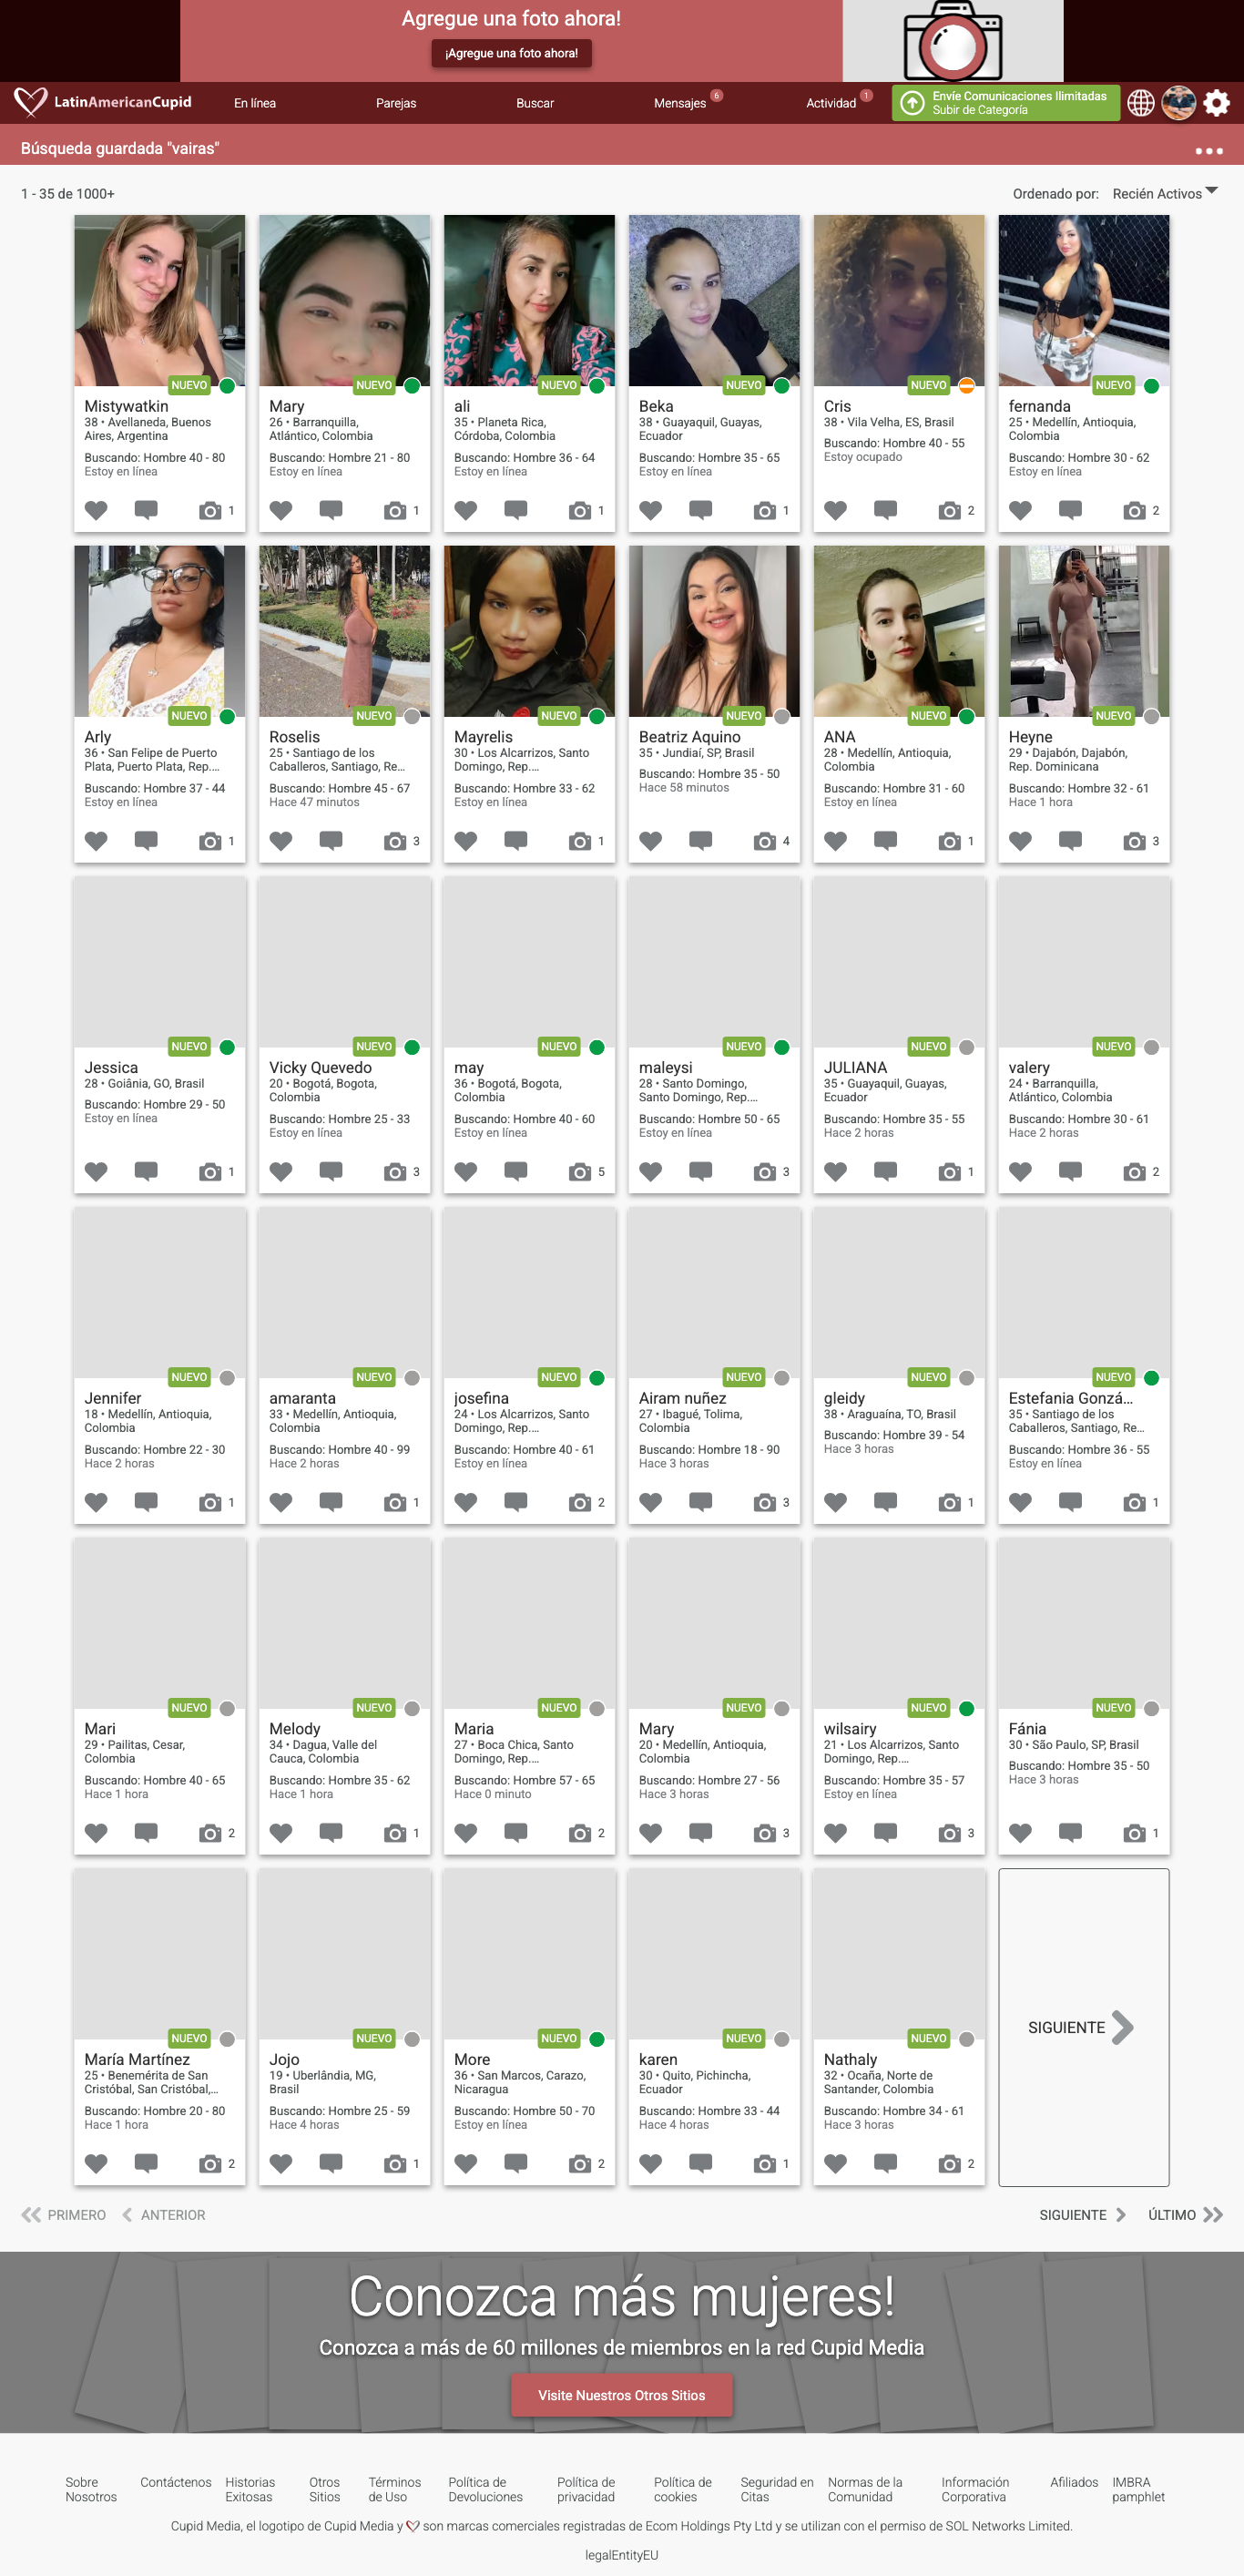 Agregue una foto ahora!
¡Agregue una foto ahora!
LatinAmericanCupid
En línea
Parejas
Buscar
Mensajes 6
Actividad 1
Envíe Comunicaciones Ilimitadas
Subir de Categoría
Búsqueda guardada "vairas"
1 - 35 de 1000+
Ordenado por: Recién Activos
NUEVO
Mistywatkin
38 • Avellaneda, Buenos
Aires, Argentina
Buscando: Hombre 40 - 80
Estoy en línea
1
NUEVO
Mary
26 • Barranquilla,
Atlántico, Colombia
Buscando: Hombre 21 - 80
Estoy en línea
1
NUEVO
ali
35 • Planeta Rica,
Córdoba, Colombia
Buscando: Hombre 36 - 64
Estoy en línea
1
NUEVO
Beka
38 • Guayaquil, Guayas,
Ecuador
Buscando: Hombre 35 - 65
Estoy en línea
1
NUEVO
Cris
38 • Vila Velha, ES, Brasil
Buscando: Hombre 40 - 55
Estoy ocupado
2
NUEVO
fernanda
25 • Medellín, Antioquia,
Colombia
Buscando: Hombre 30 - 62
Estoy en línea
2
NUEVO
Arly
36 • San Felipe de Puerto
Plata, Puerto Plata, Rep....
Buscando: Hombre 37 - 44
Estoy en línea
1
NUEVO
Roselis
25 • Santiago de los
Caballeros, Santiago, Re...
Buscando: Hombre 45 - 67
Hace 47 minutos
3
NUEVO
Mayrelis
30 • Los Alcarrizos, Santo
Domingo, Rep....
Buscando: Hombre 33 - 62
Estoy en línea
1
NUEVO
Beatriz Aquino
35 • Jundiaí, SP, Brasil
Buscando: Hombre 35 - 50
Hace 58 minutos
4
NUEVO
ANA
28 • Medellín, Antioquia,
Colombia
Buscando: Hombre 31 - 60
Estoy en línea
1
NUEVO
Heyne
29 • Dajabón, Dajabón,
Rep. Dominicana
Buscando: Hombre 32 - 61
Hace 1 hora
3
NUEVO
Jessica
28 • Goiânia, GO, Brasil
Buscando: Hombre 29 - 50
Estoy en línea
1
NUEVO
Vicky Quevedo
20 • Bogotá, Bogota,
Colombia
Buscando: Hombre 25 - 33
Estoy en línea
3
NUEVO
may
36 • Bogotá, Bogota,
Colombia
Buscando: Hombre 40 - 60
Estoy en línea
5
NUEVO
maleysi
28 • Santo Domingo,
Santo Domingo, Rep....
Buscando: Hombre 50 - 65
Estoy en línea
3
NUEVO
JULIANA
35 • Guayaquil, Guayas,
Ecuador
Buscando: Hombre 35 - 55
Hace 2 horas
1
NUEVO
valery
24 • Barranquilla,
Atlántico, Colombia
Buscando: Hombre 30 - 61
Hace 2 horas
2
NUEVO
Jennifer
18 • Medellín, Antioquia,
Colombia
Buscando: Hombre 22 - 30
Hace 2 horas
1
NUEVO
amaranta
33 • Medellín, Antioquia,
Colombia
Buscando: Hombre 40 - 99
Hace 2 horas
1
NUEVO
josefina
24 • Los Alcarrizos, Santo
Domingo, Rep....
Buscando: Hombre 40 - 61
Estoy en línea
2
NUEVO
Airam nuñez
27 • Ibagué, Tolima,
Colombia
Buscando: Hombre 18 - 90
Hace 3 horas
3
NUEVO
gleidy
38 • Araguaína, TO, Brasil
Buscando: Hombre 39 - 54
Hace 3 horas
1
NUEVO
Estefania Gonzá...
35 • Santiago de los
Caballeros, Santiago, Re...
Buscando: Hombre 36 - 55
Estoy en línea
1
NUEVO
Mari
29 • Pailitas, Cesar,
Colombia
Buscando: Hombre 40 - 65
Hace 1 hora
2
NUEVO
Melody
34 • Dagua, Valle del
Cauca, Colombia
Buscando: Hombre 35 - 62
Hace 1 hora
1
NUEVO
Maria
27 • Boca Chica, Santo
Domingo, Rep....
Buscando: Hombre 57 - 65
Hace 0 minuto
2
NUEVO
Mary
20 • Medellín, Antioquia,
Colombia
Buscando: Hombre 27 - 56
Hace 3 horas
3
NUEVO
wilsairy
21 • Los Alcarrizos, Santo
Domingo, Rep....
Buscando: Hombre 35 - 57
Estoy en línea
3
NUEVO
Fánia
30 • São Paulo, SP, Brasil
Buscando: Hombre 35 - 50
Hace 3 horas
1
NUEVO
María Martínez
25 • Benemérita de San
Cristóbal, San Cristóbal,...
Buscando: Hombre 20 - 80
Hace 1 hora
2
NUEVO
Jojo
19 • Uberlândia, MG,
Brasil
Buscando: Hombre 25 - 59
Hace 4 horas
1
NUEVO
More
36 • San Marcos, Carazo,
Nicaragua
Buscando: Hombre 50 - 70
Estoy en línea
2
NUEVO
karen
30 • Quito, Pichincha,
Ecuador
Buscando: Hombre 33 - 44
Hace 4 horas
1
NUEVO
Nathaly
32 • Ocaña, Norte de
Santander, Colombia
Buscando: Hombre 34 - 61
Hace 3 horas
2
SIGUIENTE
PRIMERO
ANTERIOR
SIGUIENTE
ÚLTIMO
Conozca más mujeres!
Conozca a más de 60 millones de miembros en la red Cupid Media
Visite Nuestros Otros Sitios
Sobre
Nosotros
Contáctenos
Historias
Exitosas
Otros
Sitios
Términos
de Uso
Política de
Devoluciones
Política de
privacidad
Política de
cookies
Seguridad en
Citas
Normas de la
Comunidad
Información
Corporativa
Afiliados
IMBRA
pamphlet
Cupid Media, el logotipo de Cupid Media y son marcas comerciales registradas de Ecom Holdings Pty Ltd y se utilizan con el permiso de SOL Networks Limited.
legalEntityEU